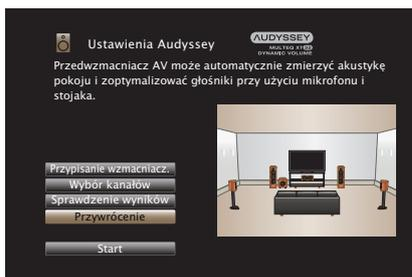 Ustawienia Audyssey
AUDYSSEY
MULTEQ XT32
DYNAMIC VOLUME
Przedwzmacniacz AV może automatycznie zmierzyć akustykę
pokoju i zoptymalizować głośniki przy użyciu mikrofonu i
stojaka.
Przypisanie wzmacniacz.
Wybór kanałów
Sprawdzenie wyników
Przywrócenie
Start